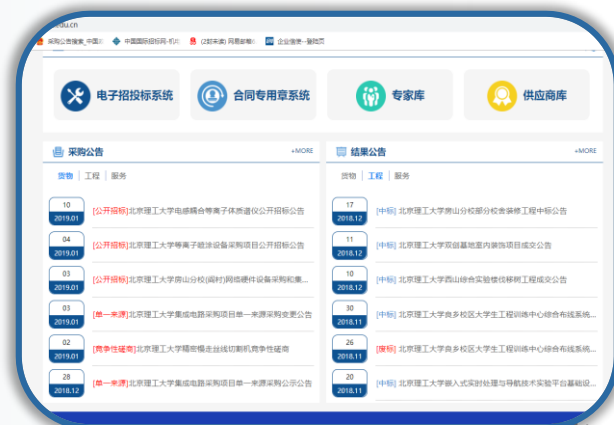 edu.cn
采购公告搜索_中国
中国国际招标网-机
(2封未读) 网易邮箱
企业信使--登陆页
电子招投标系统
合同专用章系统
专家库
供应商库
采购公告
+MORE
货物 | 工程 | 服务
10
2019.01
[公开招标]北京理工大学电感耦合等离子体质谱仪公开招标公告
04
2019.01
[公开招标]北京理工大学等离子喷涂设备采购项目公开招标公告
03
2019.01
[公开招标]北京理工大学房山分校(阎村)网络硬件设备采购和集...
03
2019.01
[单一来源]北京理工大学集成电路采购项目单一来源采购变更公告
02
2019.01
[竞争性磋商]北京理工大学精密慢走丝线切割机竞争性磋商
28
2018.12
[单一来源]北京理工大学集成电路采购项目单一来源采购公示公告
结果公告
+MORE
货物 | 工程 | 服务
17
2018.12
[中标] 北京理工大学房山分校部分校舍装修工程中标公告
11
2018.12
[中标] 北京理工大学双创基地室内装饰项目成交公告
10
2018.12
[中标] 北京理工大学西山综合实验楼伐移树工程成交公告
30
2018.11
[中标] 北京理工大学良乡校区大学生工程训练中心综合布线系统...
26
2018.11
[废标] 北京理工大学良乡校区大学生工程训练中心综合布线系统...
20
2018.11
[中标] 北京理工大学嵌入式实时处理与导航技术实验平台基础设...